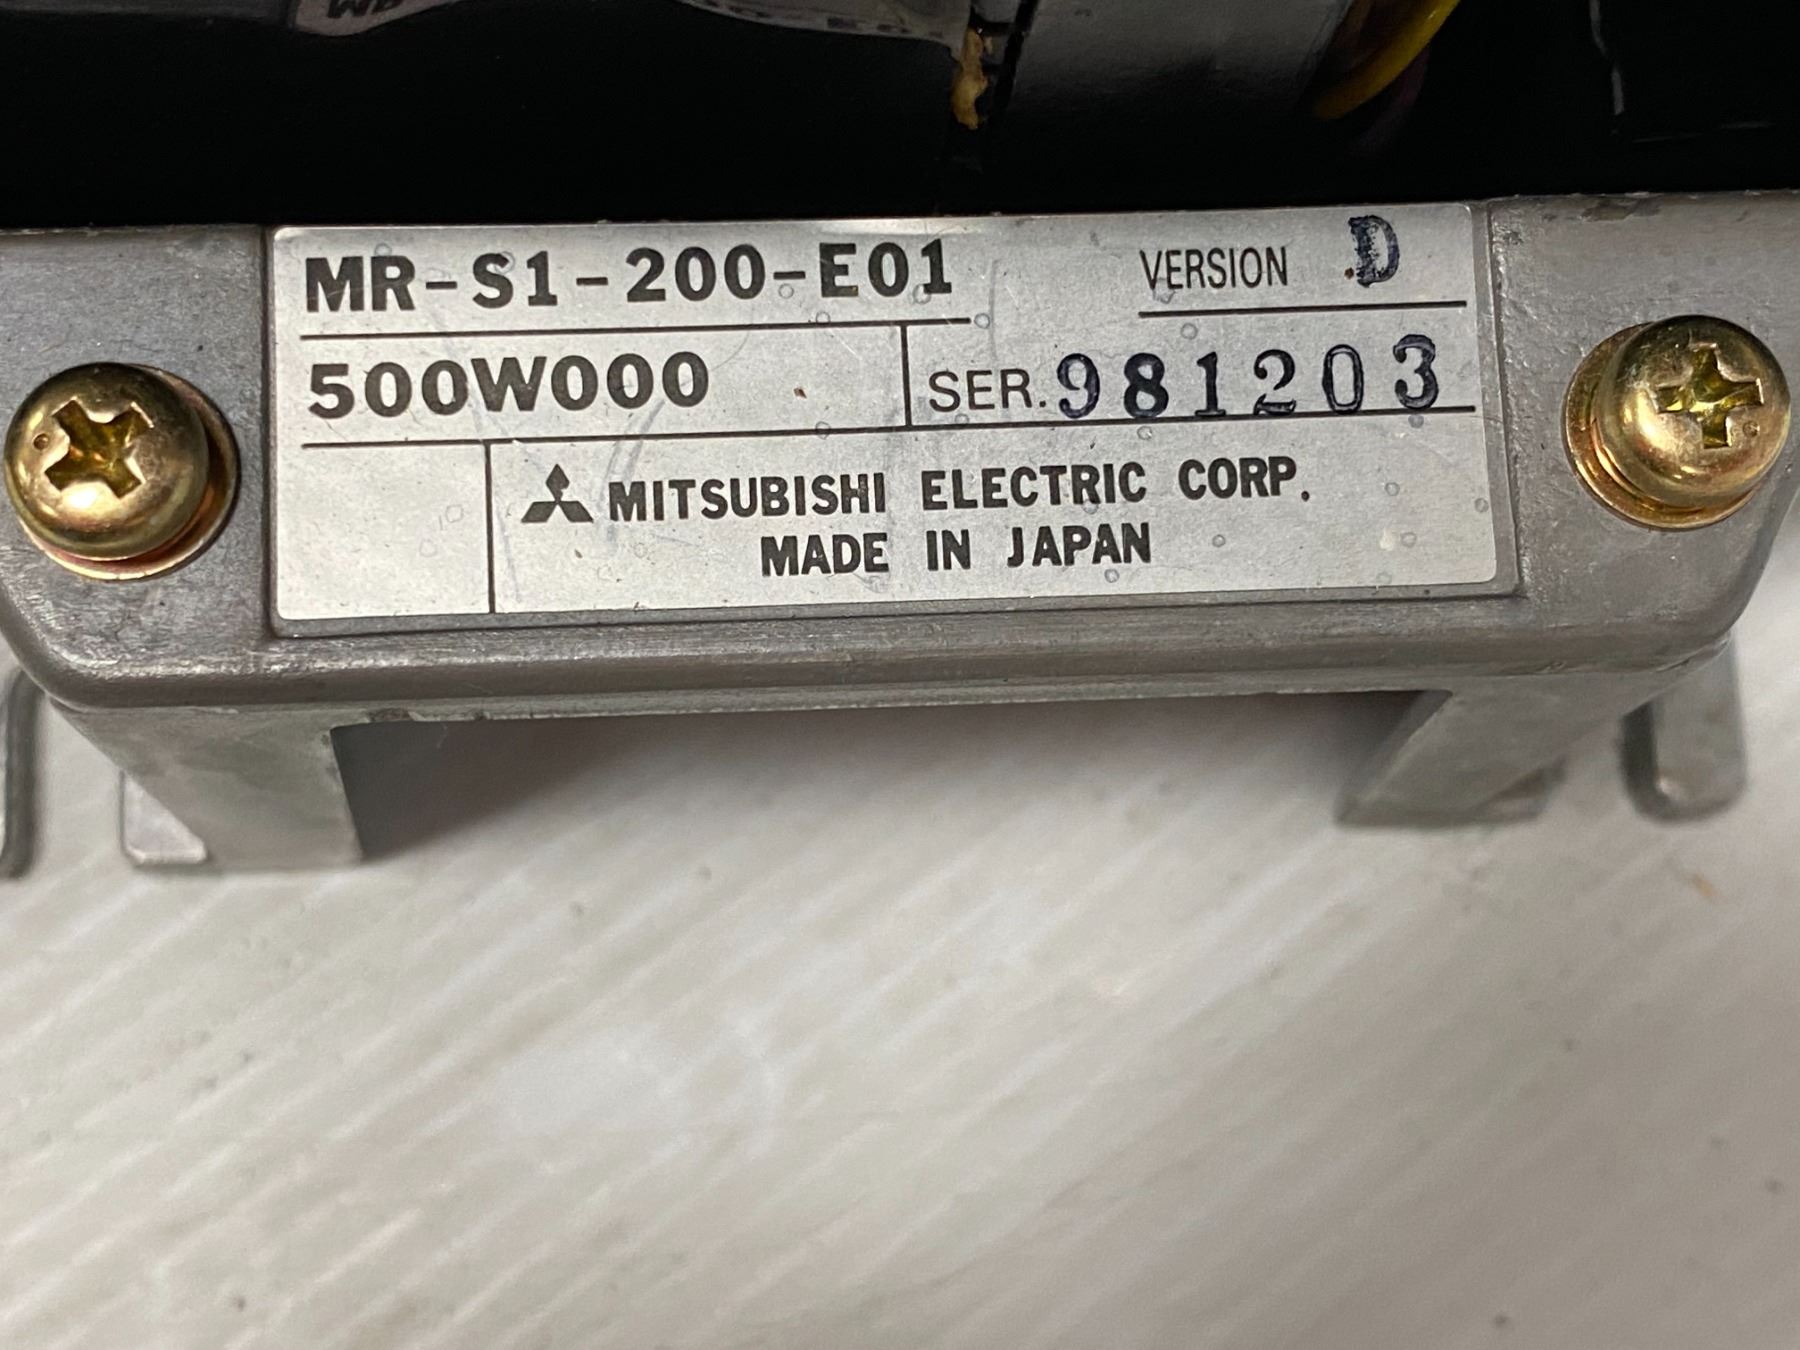 MR-S1-200-E01 VERSION D
500W000 SER. 981203
MITSUBISHI ELECTRIC CORP.
MADE IN JAPAN